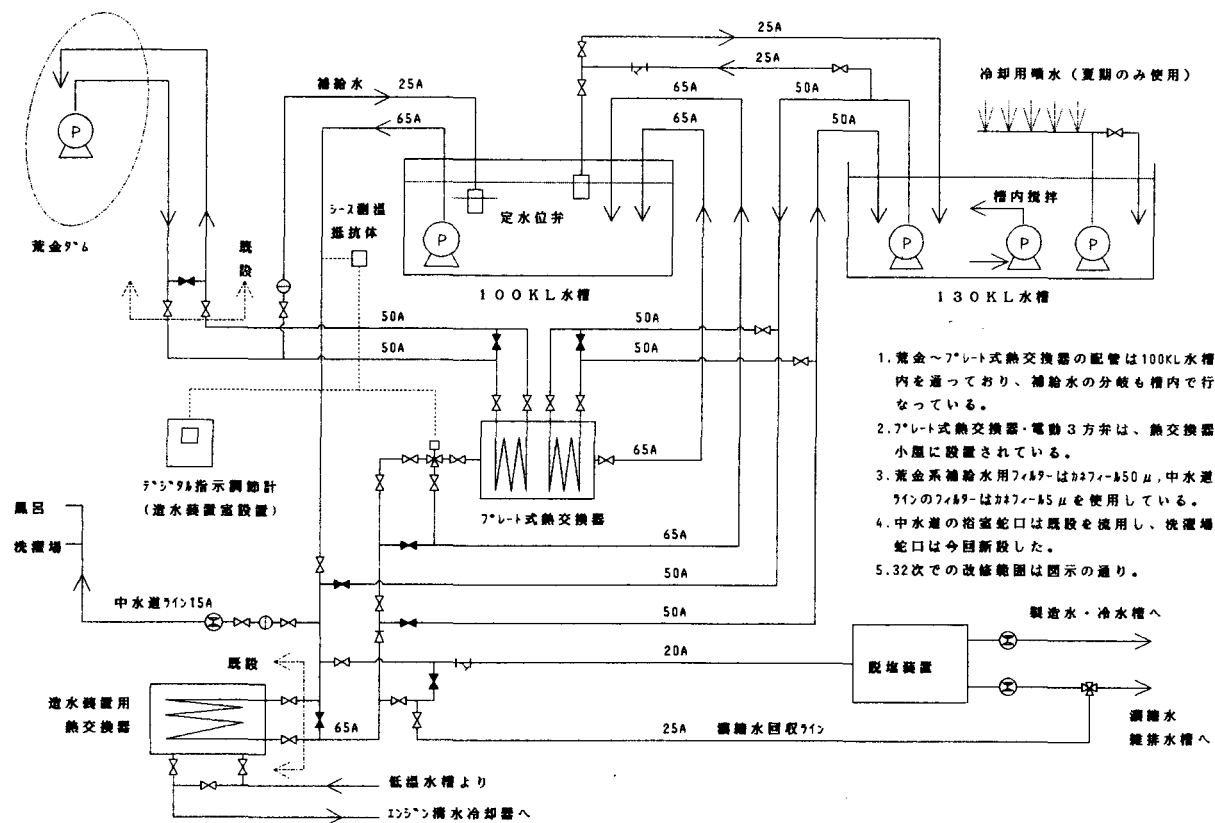 25A
25A
補給水 25A
65A
65A
65A
50A
50A
冷却用噴水（夏期のみ使用）
P
荒金ダム
既設
シース測温
抵抗体
P
定水位弁
100KL水槽
P
槽内撹拌
P
P
130KL水槽
50A
50A
50A
50A
デジタル指示調節計
（造水装置室設置）
プレート式熱交換器
65A
65A
50A
50A
20A
1.荒金～プレート式熱交換器の配管は100KL水槽
内を通っており、補給水の分岐も槽内で行
なっている。
2.プレート式熱交換器・電動3方弁は、熱交換器
小屋に設置されている。
3.荒金系補給水用フィルターはカネフィール50μ,中水道
ラインのフィルターはカネフィール5μを使用している。
4.中水道の浴室蛇口は既設を流用し、洗濯場
蛇口は今回新設した。
5.32次での改修範囲は図示の通り。
風呂
洗濯場
中水道ライン15A
既設
造水装置用
熱交換器
65A
25A 濃縮水回収ライン
脱塩装置
製造水・冷水槽へ
濃縮水
雑排水槽へ
低温水槽より
エンジン清水冷却器へ